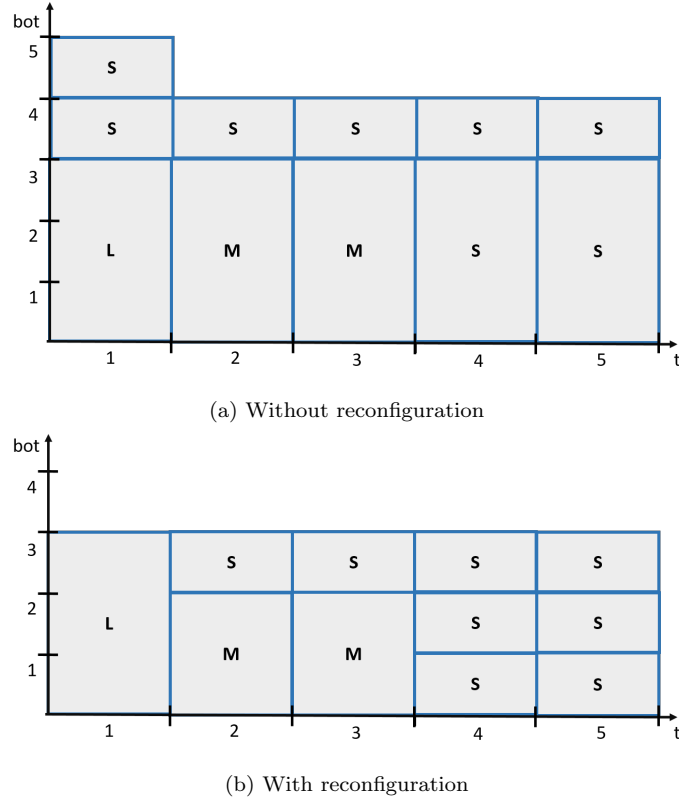 bot
5
S
4
S S S S S
3
2
L M M S S
1
1 2 3 4 5 t
(a) Without reconfiguration
bot
4
3
S S S S
2
L
S S
M M
1
S S
1 2 3 4 5 t
(b) With reconfiguration